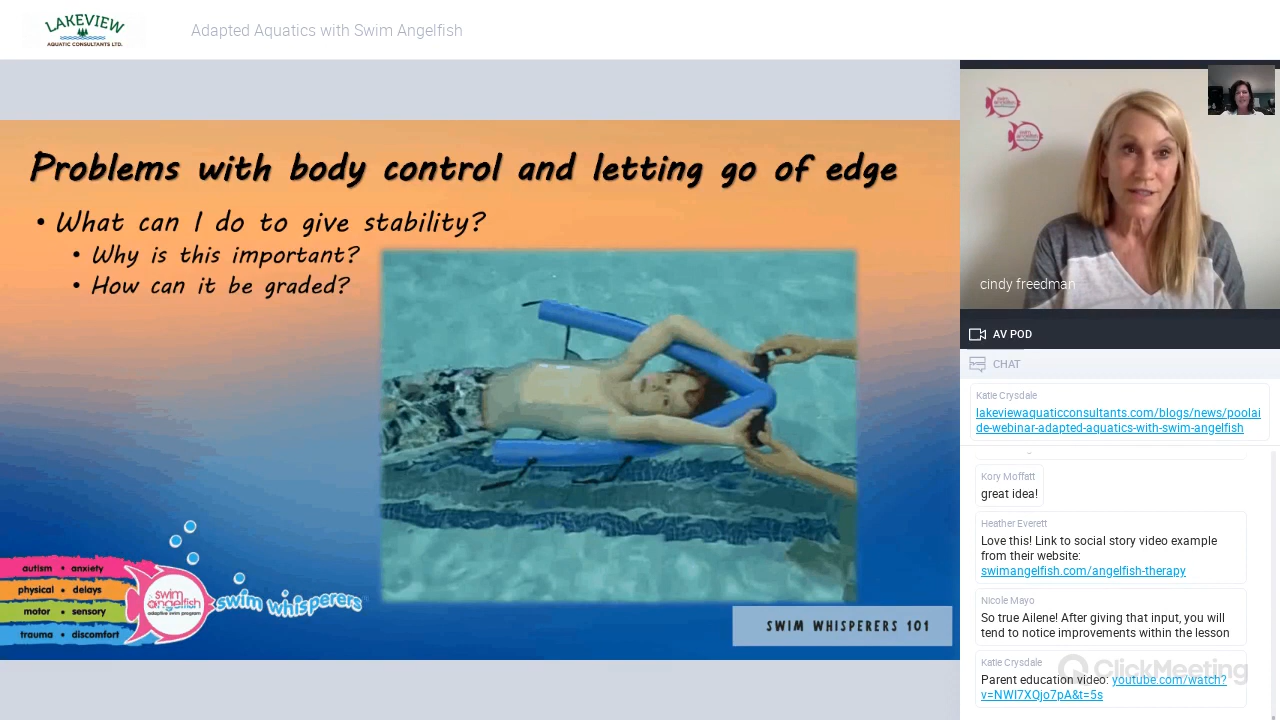 LAKEVIEW
AQUATIC CONSULTANTS LTD.
Adapted Aquatics with Swim Angelfish
Problems with body control and letting go of edge
• What can I do to give stability?
• Why is this important?
• How can it be graded?
autism • anxiety
physical • delays
motor • sensory
trauma • discomfort
swim
angelfish
adaptive swim program
swim whisperers
SWIM WHISPERERS 101
swim
angelfish
swim
angelfish
cindy freedman
AV POD
CHAT
Katie Crysdale
lakeviewaquaticconsultants.com/blogs/news/poolsi
de-webinar-adapted-aquatics-with-swim-angelfish
Kory Moffatt
great idea!
Heather Everett
Love this! Link to social story video example
from their website:
swimangelfish.com/angelfish-therapy
Nicole Mayo
So true Ailene! After giving that input, you will
tend to notice improvements within the lesson
Katie Crysdale
Parent education video: youtube.com/watch?
v=NWI7XQjo7pA&t=5s
ClickMeeting